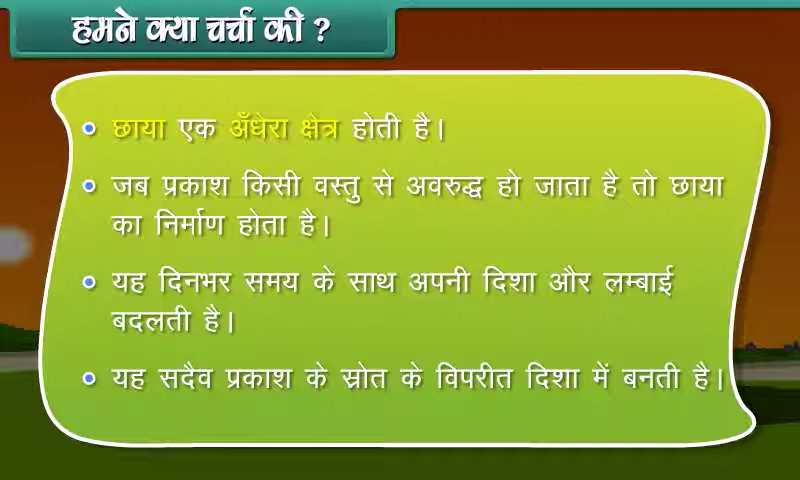 हमने क्या चर्चा की ?
• छाया एक अँधेरा क्षेत्र होती है।
• जब प्रकाश किसी वस्तु से अवरुद्ध हो जाता है तो छाया
का निर्माण होता है।
• यह दिनभर समय के साथ अपनी दिशा और लम्बाई
बदलती है।
• यह सदैव प्रकाश के स्रोत के विपरीत दिशा में बनती है।